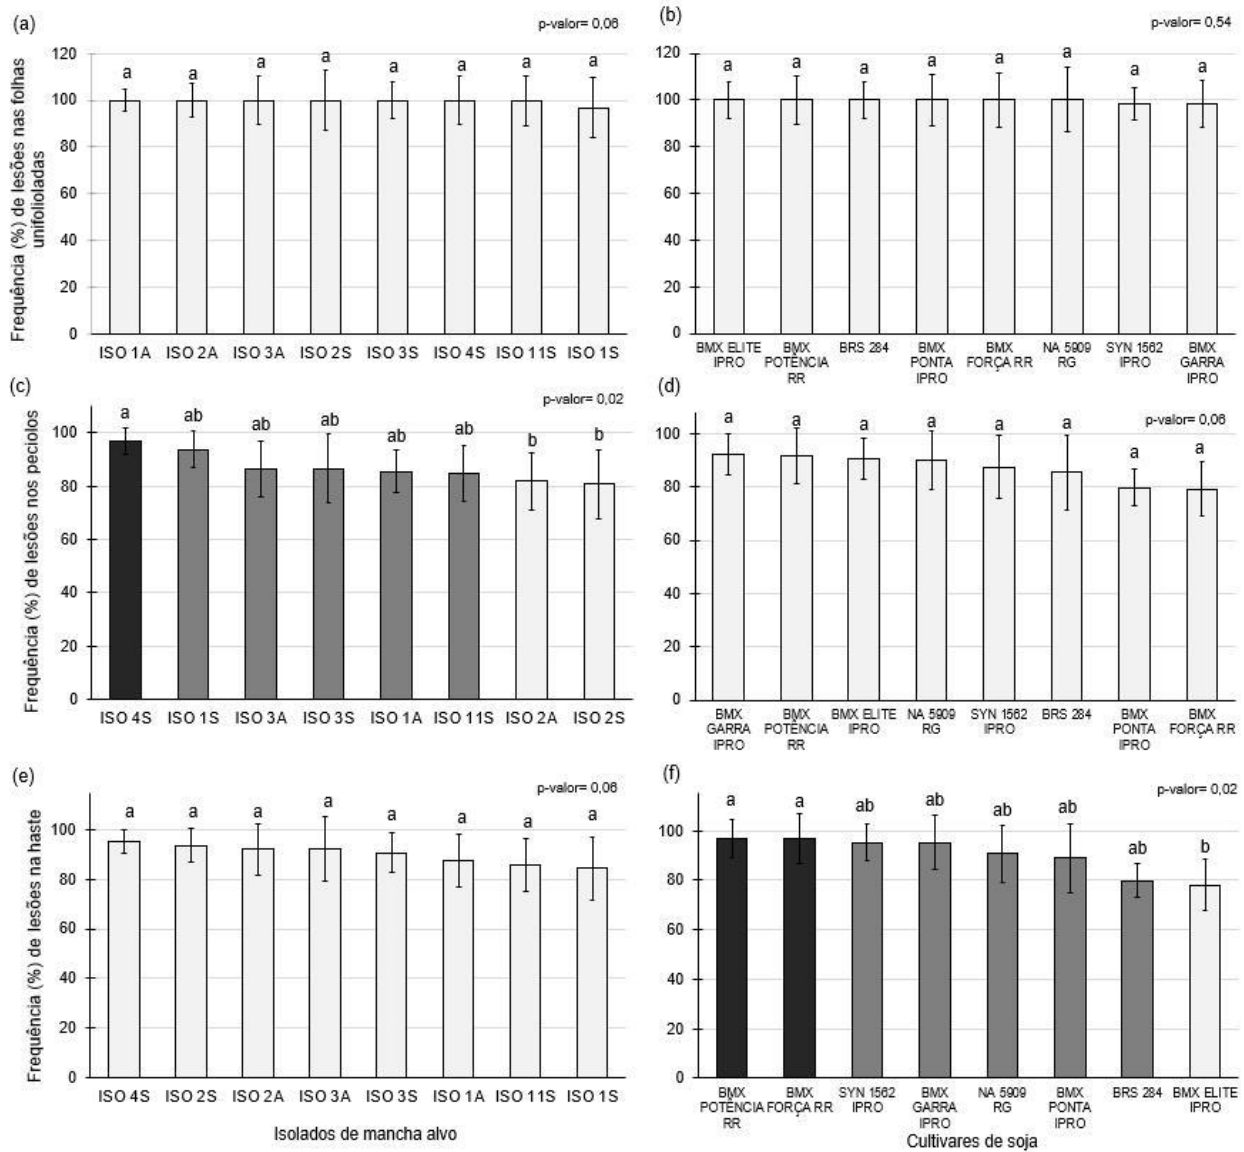 (a)
p-valor= 0,06
Frequência (%) de lesões nas folhas
unifolioladas
120
100
80
60
40
20
0
a a a a a a a a
ISO 1A ISO 2A ISO 3A ISO 2S ISO 3S ISO 4S ISO 11S ISO 1S
(b)
p-valor= 0,54
120
100
80
60
40
20
0
a a a a a a a a
BMX ELITE IPRO
BMX POTÊNCIA RR
BRS 284
BMX PONTA IPRO
BMX FORÇA RR
NA 5909 RG
SYN 1562 IPRO
BMX GARRA IPRO
(c)
p-valor= 0,02
Frequência (%) de lesões nos peciolos
100
80
60
40
20
0
a ab ab ab ab ab b b
ISO 4S ISO 1S ISO 3A ISO 3S ISO 1A ISO 11S ISO 2A ISO 2S
(d)
p-valor= 0,06
100
80
60
40
20
0
a a a a a a a a
BMX GARRA IPRO
BMX POTÊNCIA RR
BMX ELITE IPRO
NA 5909 RG
SYN 1562 IPRO
BRS 284
BMX PONTA IPRO
BMX FORÇA RR
(e)
p-valor= 0,06
Frequência (%) de lesões na haste
100
80
60
40
20
0
a a a a a a a a
ISO 4S ISO 2S ISO 2A ISO 3A ISO 3S ISO 1A ISO 11S ISO 1S
Isolados de mancha alvo
(f)
p-valor= 0,02
100
80
60
40
20
0
a a ab ab ab ab ab b
BMX POTÊNCIA RR
BMX FORÇA RR
SYN 1562 IPRO
BMX GARRA IPRO
NA 5909 RG
BMX PONTA IPRO
BRS 284
BMX ELITE IPRO
Cultivares de soja